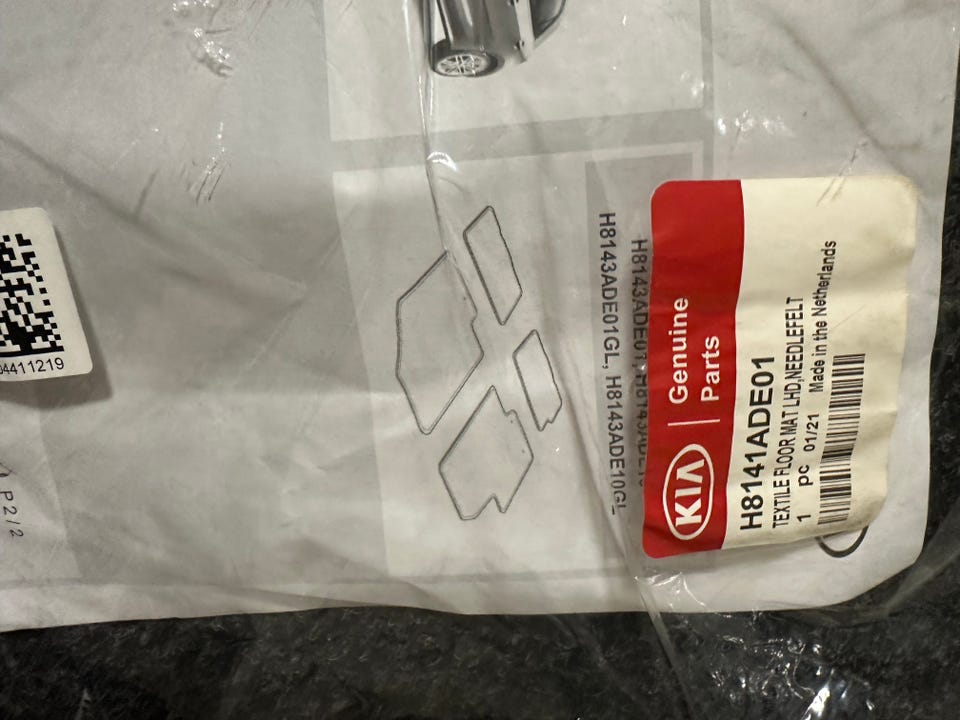 KIA Genuine
Parts
H8141ADE01
TEXTILE FLOOR MAT LHD,NEEDLEFELT
1 pc 01/21 Made in the Netherlands
H8143ADE01GL, H8143ADE10GL
04411219
P2/2